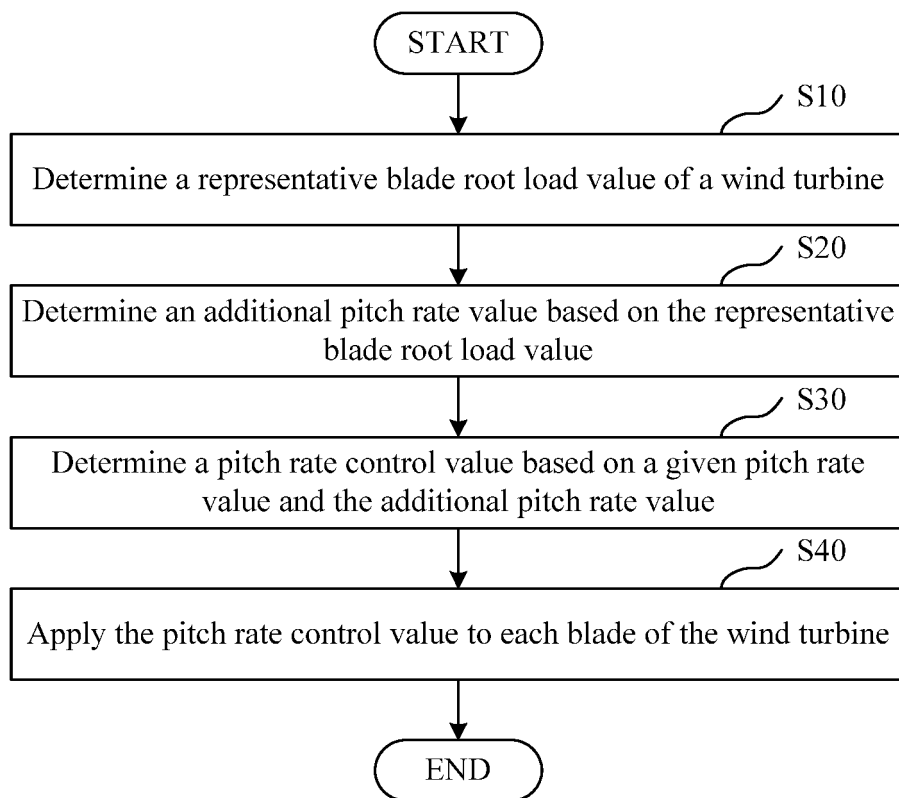 START
S10
Determine a representative blade root load value of a wind turbine
S20
Determine an additional pitch rate value based on the representative
blade root load value
S30
Determine a pitch rate control value based on a given pitch rate
value and the additional pitch rate value
S40
Apply the pitch rate control value to each blade of the wind turbine
END